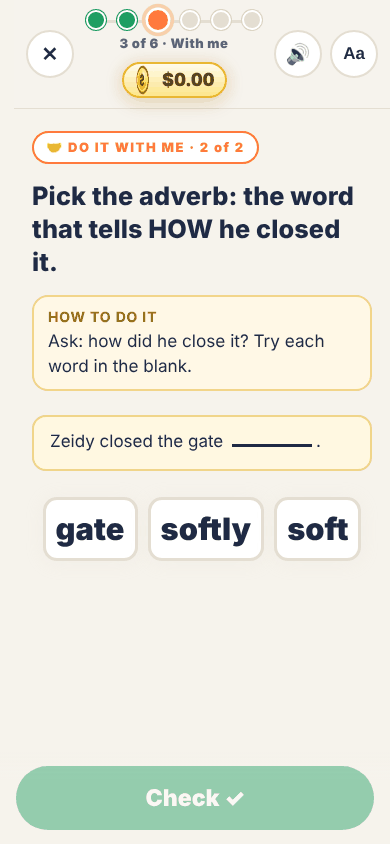 3 of 6 · With me
Aa
$0.00
DO IT WITH ME · 2 of 2
Pick the adverb: the word
that tells HOW he closed
it.
HOW TO DO IT
Ask: how did he close it? Try each
word in the blank.
Zeidy closed the gate ________ .
gate softly soft
Check ✓